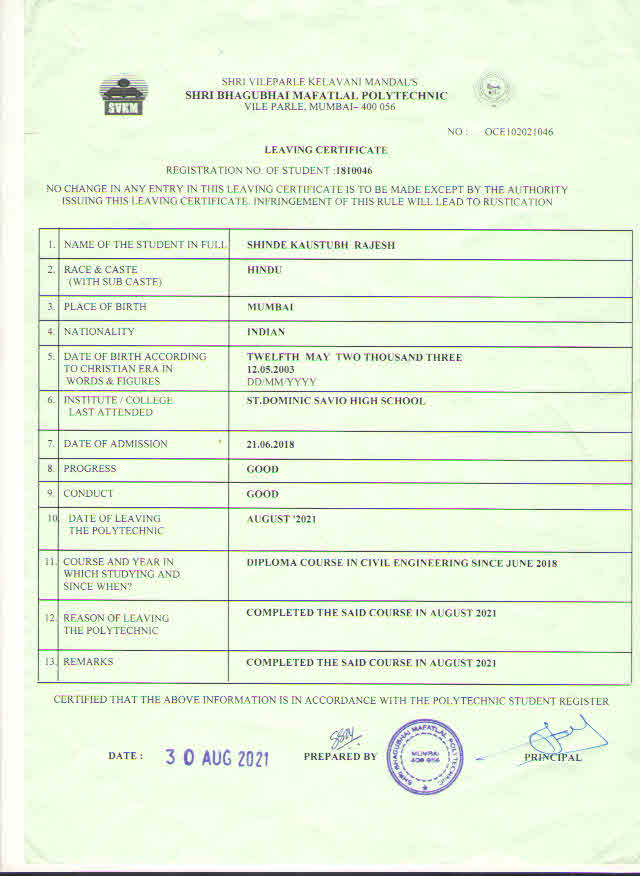 SHRI VILEPARLE KELAVANI MANDAL'S
SHRI BHAGUBHAI MAFATLAL POLYTECHNIC
VILE PARLE, MUMBAI– 400 056
SVKM
NO : OCE102021046
LEAVING CERTIFICATE
REGISTRATION NO. OF STUDENT :1810046
NO CHANGE IN ANY ENTRY IN THIS LEAVING CERTIFICATE IS TO BE MADE EXCEPT BY THE AUTHORITY
ISSUING THIS LEAVING CERTIFICATE. INFRINGEMENT OF THIS RULE WILL LEAD TO RUSTICATION
1. NAME OF THE STUDENT IN FULL SHINDE KAUSTUBH RAJESH
2. RACE & CASTE HINDU
(WITH SUB CASTE)
3. PLACE OF BIRTH MUMBAI
4. NATIONALITY INDIAN
5. DATE OF BIRTH ACCORDING TWELFTH MAY TWO THOUSAND THREE
TO CHRISTIAN ERA IN 12.05.2003
WORDS & FIGURES DD/MM/YYYY
6. INSTITUTE / COLLEGE ST.DOMINIC SAVIO HIGH SCHOOL
LAST ATTENDED
7. DATE OF ADMISSION 21.06.2018
8. PROGRESS GOOD
9. CONDUCT GOOD
10. DATE OF LEAVING AUGUST '2021
THE POLYTECHNIC
11. COURSE AND YEAR IN DIPLOMA COURSE IN CIVIL ENGINEERING SINCE JUNE 2018
WHICH STUDYING AND
SINCE WHEN?
12. REASON OF LEAVING COMPLETED THE SAID COURSE IN AUGUST 2021
THE POLYTECHNIC
13. REMARKS COMPLETED THE SAID COURSE IN AUGUST 2021
CERTIFIED THAT THE ABOVE INFORMATION IS IN ACCORDANCE WITH THE POLYTECHNIC STUDENT REGISTER
DATE : 30 AUG 2021 PREPARED BY PRINCIPAL
SHRI BHAGUBHAI MAFATLAL POLYTECHNIC
MUMBAI
400 056